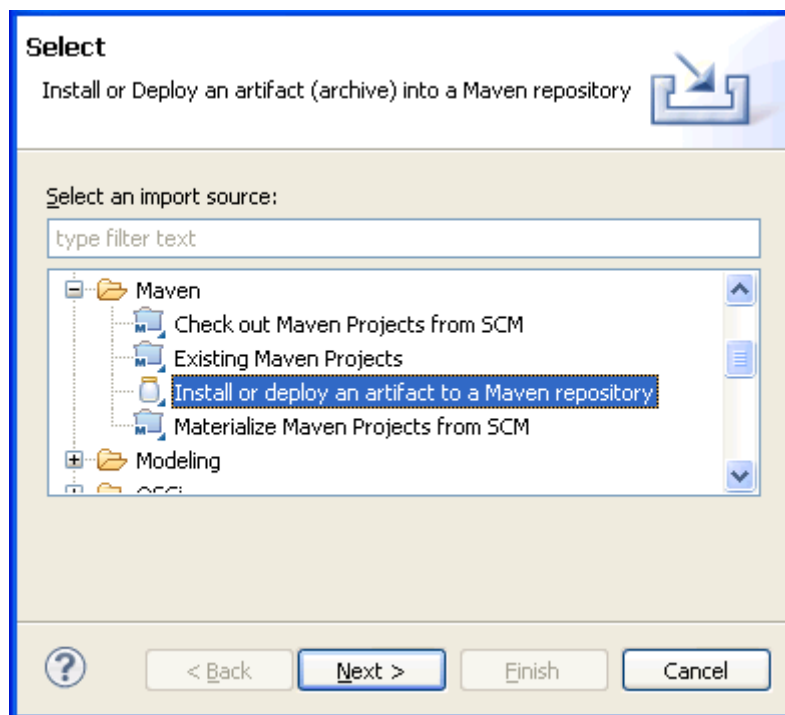 Select
Install or Deploy an artifact (archive) into a Maven repository
Select an import source:
type filter text
Maven
Check out Maven Projects from SCM
Existing Maven Projects
Install or deploy an artifact to a Maven repository
Materialize Maven Projects from SCM
Modeling
? < Back Next > Finish Cancel